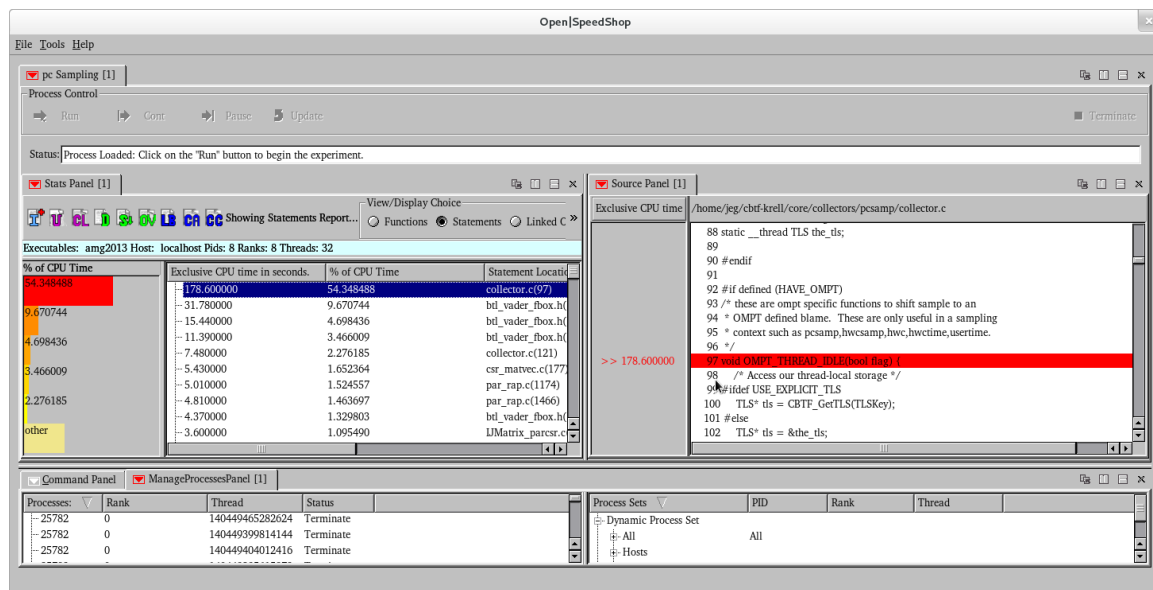 Open|SpeedShop
File Tools Help
pc Sampling [1]
Process Control
Run Cont Pause Update Terminate
Status: Process Loaded: Click on the "Run" button to begin the experiment.
Stats Panel [1]
View/Display Choice
I U CL D OV LB CA CC Showing Statements Report... Functions Statements Linked C »
Executables: amg2013 Host: localhost Pids: 8 Ranks: 8 Threads: 32
% of CPU Time
54.348488
9.670744
4.698436
3.466009
2.276185
other
Exclusive CPU time in seconds. % of CPU Time Statement Locatio
178.600000 54.348488 collector.c(97)
31.780000 9.670744 btl_vader_fbox.h(
15.440000 4.698436 btl_vader_fbox.h(
11.390000 3.466009 btl_vader_fbox.h(
7.480000 2.276185 collector.c(121)
5.430000 1.652364 csr_matvec.c(177
5.010000 1.524557 par_rap.c(1174)
4.810000 1.463697 par_rap.c(1466)
4.370000 1.329803 btl_vader_fbox.h(
3.600000 1.095490 IJMatrix_parcsr.c
Source Panel [1]
Exclusive CPU time /home/jeg/cbtf-krell/core/collectors/pcsamp/collector.c
88 static __thread TLS the_tls;
89
90 #endif
91
92 #if defined (HAVE_OMPT)
93 /* these are ompt specific functions to shift sample to an
94 * OMPT defined blame. These are only useful in a sampling
95 * context such as pcsamp,hwcsamp,hwc,hwctime,usertime.
96 */
>> 178.600000 97 void OMPT_THREAD_IDLE(bool flag) {
98 /* Access our thread-local storage */
99 #ifdef USE_EXPLICIT_TLS
100 TLS* tls = CBTF_GetTLS(TLSKey);
101 #else
102 TLS* tls = &the_tls;
Command Panel ManageProcessesPanel [1]
Processes: Rank Thread Status
25782 0 140449465282624 Terminate
25782 0 140449399814144 Terminate
25782 0 140449404012416 Terminate
Process Sets PID Rank Thread
Dynamic Process Set
All All
Hosts